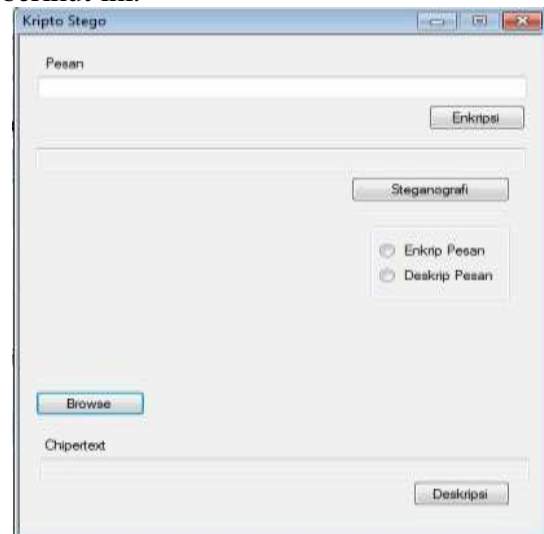 berikut ini.
Kripto Stego
Pesan
Enkripsi
Steganografi
Enkrip Pesan
Deskrip Pesan
Browse
Chipertext
Deskripsi